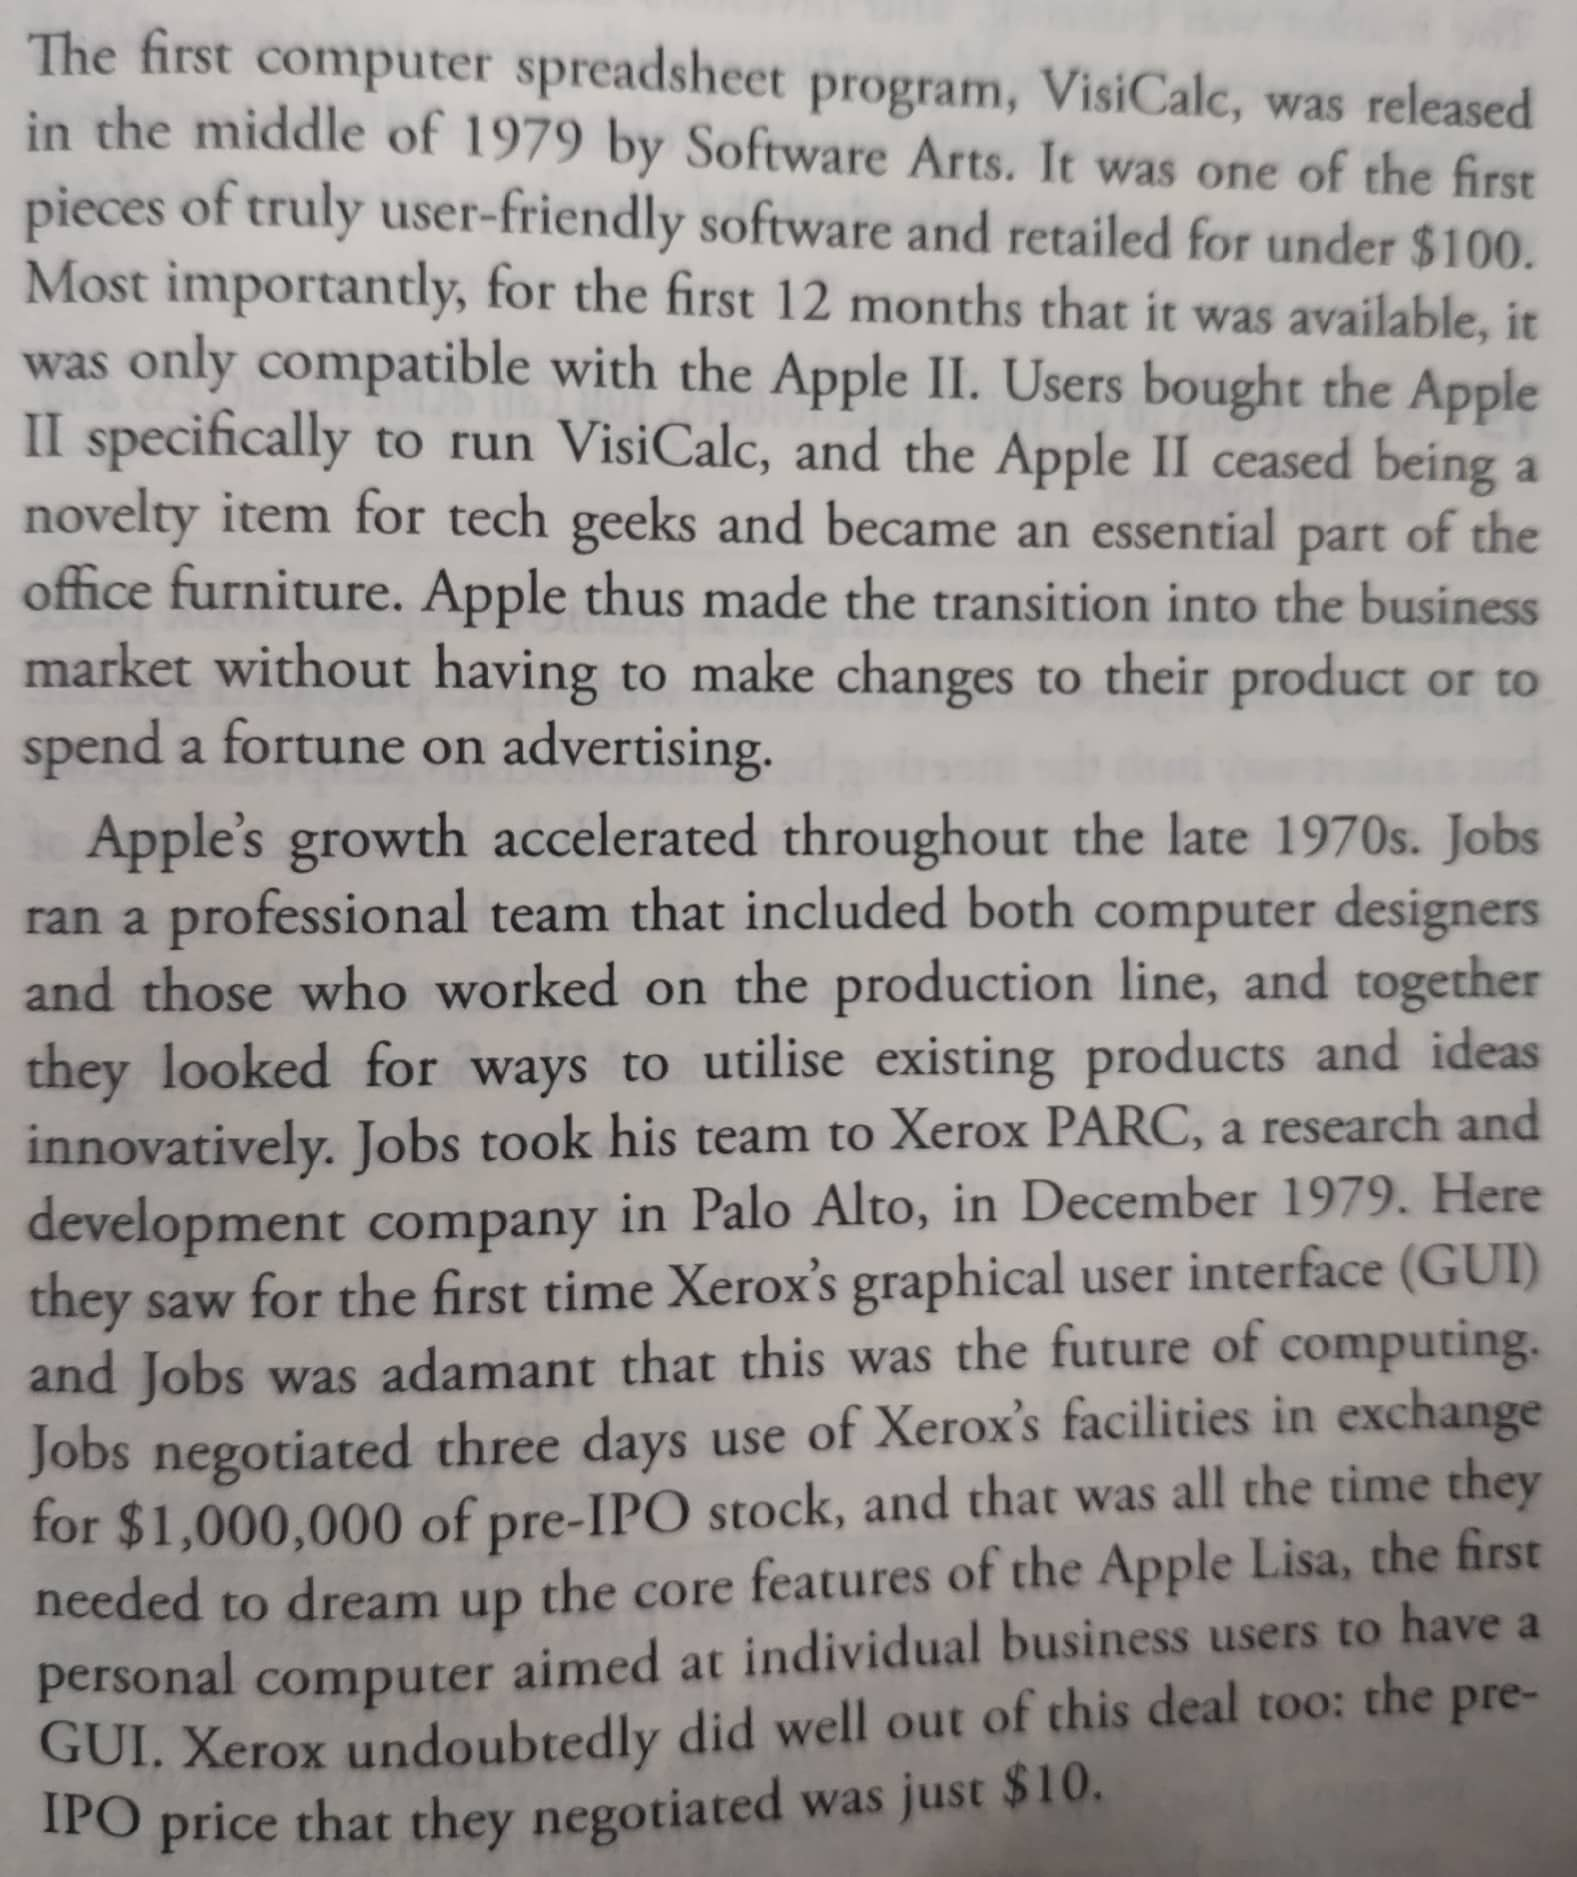 The first computer spreadsheet program, VisiCalc, was released
in the middle of 1979 by Software Arts. It was one of the first
pieces of truly user-friendly software and retailed for under $100.
Most importantly, for the first 12 months that it was available, it
was only compatible with the Apple II. Users bought the Apple
II specifically to run VisiCalc, and the Apple II ceased being a
novelty item for tech geeks and became an essential part of the
office furniture. Apple thus made the transition into the business
market without having to make changes to their product or to
spend a fortune on advertising.
Apple's growth accelerated throughout the late 1970s. Jobs
ran a professional team that included both computer designers
and those who worked on the production line, and together
they looked for ways to utilise existing products and ideas
innovatively. Jobs took his team to Xerox PARC, a research and
development company in Palo Alto, in December 1979. Here
they saw for the first time Xerox's graphical user interface (GUI)
and Jobs was adamant that this was the future of computing.
Jobs negotiated three days use of Xerox's facilities in exchange
for $1,000,000 of pre-IPO stock, and that was all the time they
needed to dream up the core features of the Apple Lisa, the first
personal computer aimed at individual business users to have a
GUI. Xerox undoubtedly did well out of this deal too: the pre-
IPO price that they negotiated was just $10.